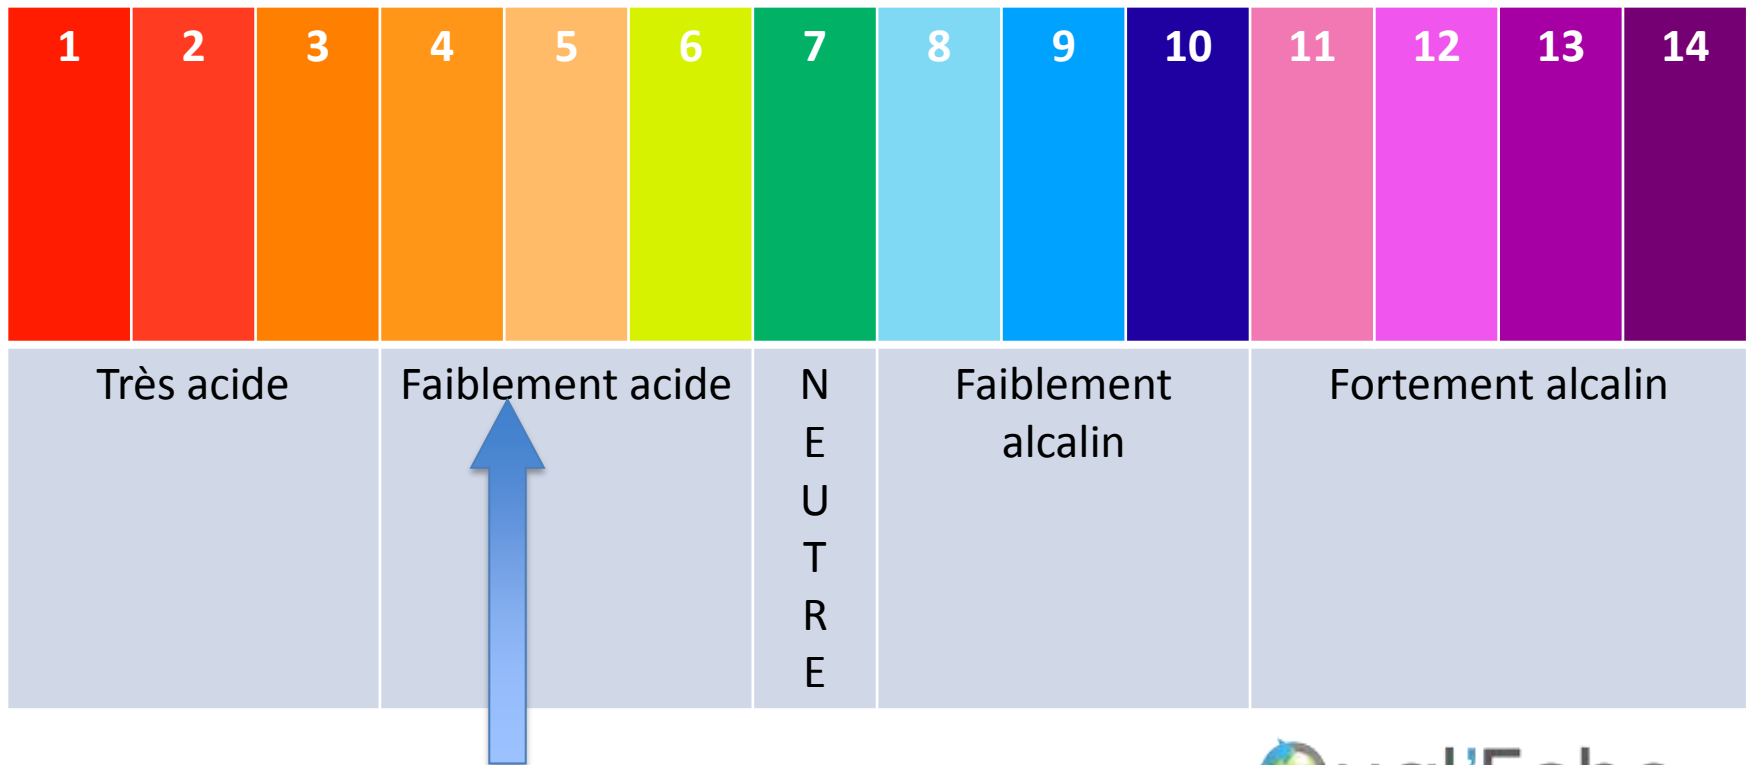 1 2 3 4 5 6 7 8 9 10 11 12 13 14
Très acide
Faiblement acide
N
E
U
T
R
E
Faiblement
alcalin
Fortement alcalin